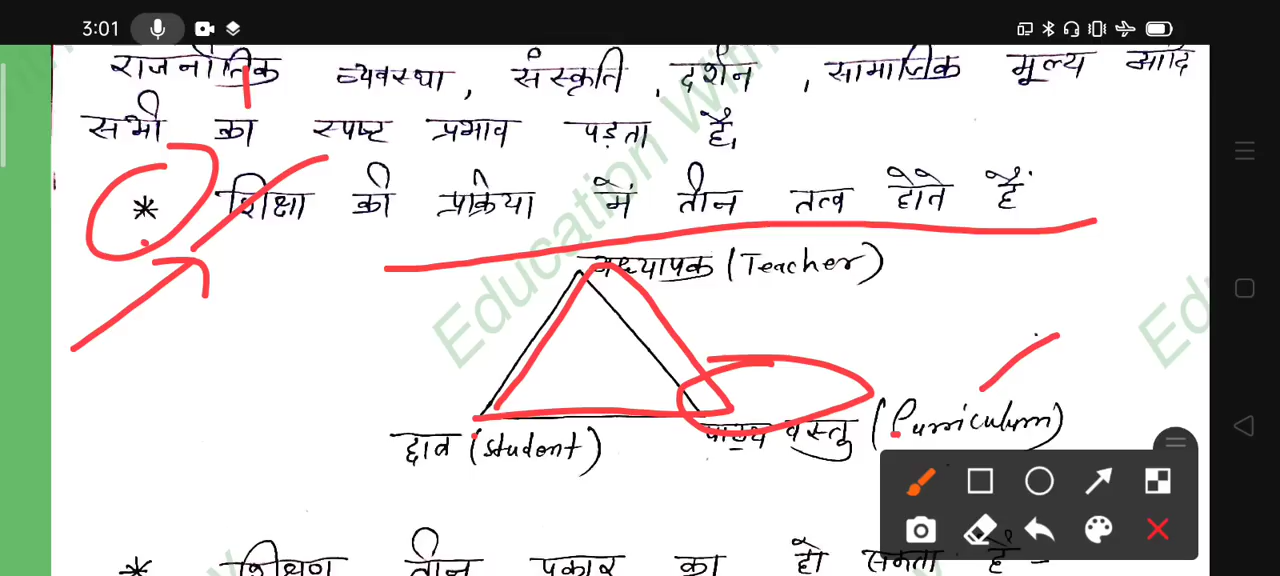 3:01
राजनीतिक व्यवस्था, संस्कृति, दर्शन, सामाजिक मूल्य आदि
सभी का स्पष्ट प्रभाव पड़ता है,
* शिक्षा की प्रक्रिया में तीन तत्व होते हैं
अध्यापक (Teacher)
छात्र (Student)
पाठ्य वस्तु (Curriculum)
* शिक्षण तीन प्रकार का हो सकता है -
Education With